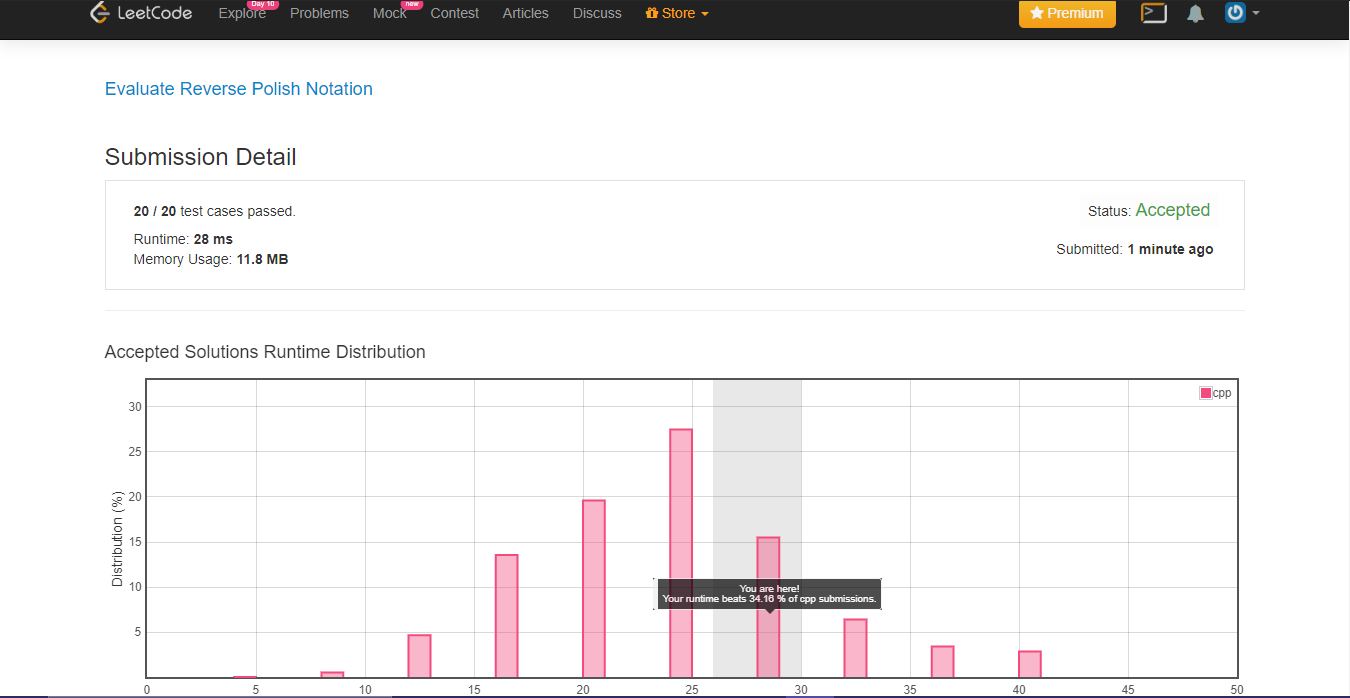 LeetCode Explore Day 10 Problems Mock new Contest Articles Discuss Store Premium
Evaluate Reverse Polish Notation
Submission Detail
20 / 20 test cases passed.
Status: Accepted
Runtime: 28 ms
Submitted: 1 minute ago
Memory Usage: 11.8 MB
Accepted Solutions Runtime Distribution
cpp
30
25
20
15
10
5
Distribution (%)
You are here!
Your runtime beats 34.16 % of cpp submissions.
0 5 10 15 20 25 30 35 40 45 50